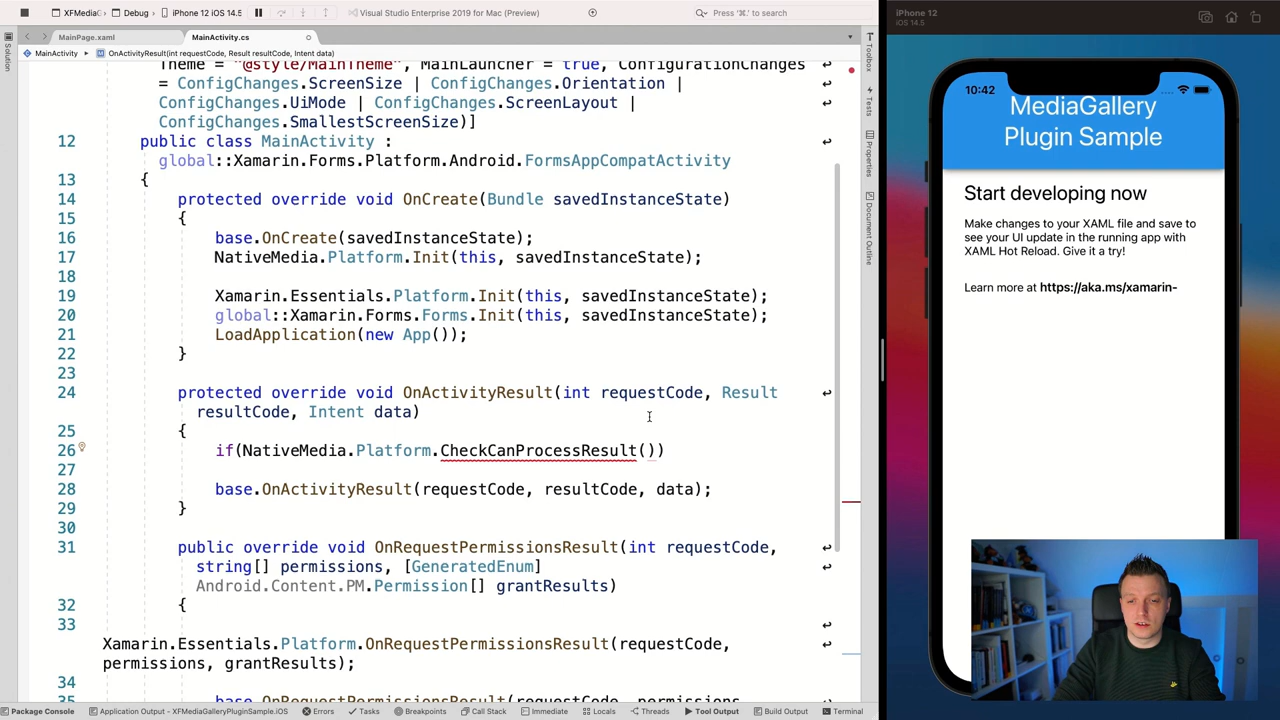 XFMediaG
Debug
iPhone 12 iOS 14.5
Visual Studio Enterprise 2019 for Mac (Preview)
Press '⌘.' to search
MainPage.xaml
MainActivity.cs
MainActivity
OnActivityResult(int requestCode, Result resultCode, Intent data)
Theme = "@style/MainTheme", MainLauncher = true, ConfigurationChanges
= ConfigChanges.ScreenSize | ConfigChanges.Orientation |
ConfigChanges.UiMode | ConfigChanges.ScreenLayout |
ConfigChanges.SmallestScreenSize)]
12 public class MainActivity :
global::Xamarin.Forms.Platform.Android.FormsAppCompatActivity
13 {
14 protected override void OnCreate(Bundle savedInstanceState)
15 {
16 base.OnCreate(savedInstanceState);
17 NativeMedia.Platform.Init(this, savedInstanceState);
18
19 Xamarin.Essentials.Platform.Init(this, savedInstanceState);
20 global::Xamarin.Forms.Forms.Init(this, savedInstanceState);
21 LoadApplication(new App());
22 }
23
24 protected override void OnActivityResult(int requestCode, Result
resultCode, Intent data)
25 {
26 if(NativeMedia.Platform.CheckCanProcessResult())
27
28 base.OnActivityResult(requestCode, resultCode, data);
29 }
30
31 public override void OnRequestPermissionsResult(int requestCode,
string[] permissions, [GeneratedEnum]
Android.Content.PM.Permission[] grantResults)
32 {
33
Xamarin.Essentials.Platform.OnRequestPermissionsResult(requestCode,
permissions, grantResults);
34
35 base.OnRequestPermissionsResult(requestCode, permissions,
Solution
Toolbox
Tests
Properties
Document Outline
Package Console
Application Output - XFMediaGalleryPluginSample.iOS
Errors
Tasks
Breakpoints
Call Stack
Immediate
Locals
Threads
Tool Output
Build Output
Terminal
iPhone 12
iOS 14.5
10:42
MediaGallery
Plugin Sample
Start developing now
Make changes to your XAML file and save to
see your UI update in the running app with
XAML Hot Reload. Give it a try!
Learn more at https://aka.ms/xamarin-